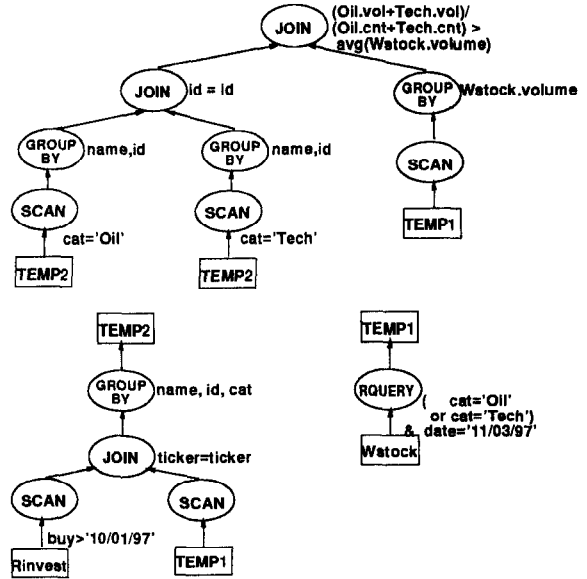 (Oil.vol+Tech.vol)/
(Oil.cnt+Tech.cnt) >
avg(Wstock.volume)
JOIN
JOIN
id = id
GROUP
BY
Wstock.volume
GROUP
BY
name,id
GROUP
BY
name,id
SCAN
SCAN
cat='Oil'
SCAN
cat='Tech'
TEMP1
TEMP2
TEMP2
TEMP2
TEMP1
GROUP
BY
name, id, cat
RQUERY
( cat='Oil'
or cat='Tech')
& date='11/03/97'
JOIN
ticker=ticker
Wstock
SCAN
SCAN
buy>'10/01/97'
Rinvest
TEMP1